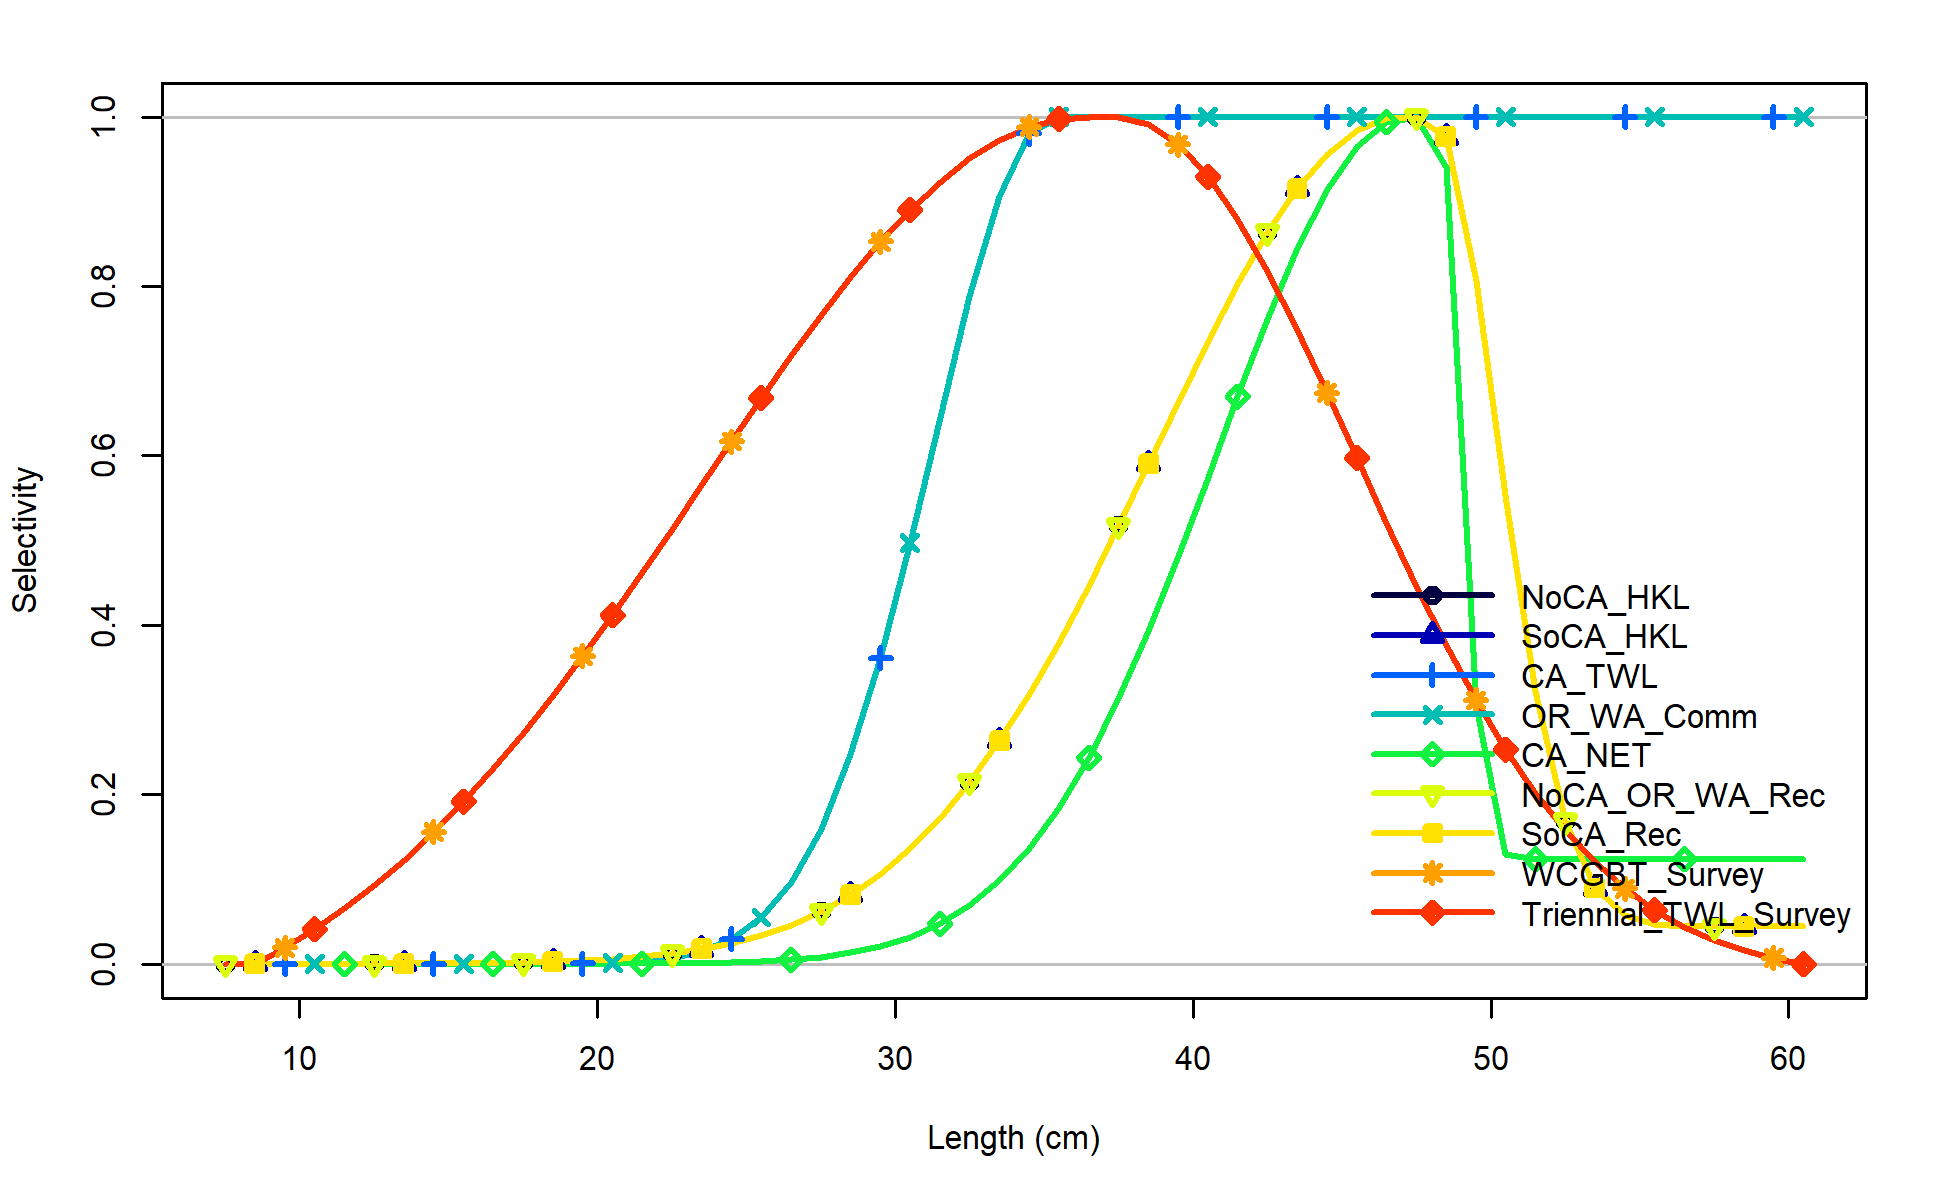 1.0
0.8
0.6
0.4
0.2
0.0
Selectivity
NoCA_HKL
SoCA_HKL
CA_TWL
OR_WA_Comm
CA_NET
NoCA_OR_WA_Rec
SoCA_Rec
WCGBT_Survey
Triennial_TWL_Survey
10 20 30 40 50 60
Length (cm)